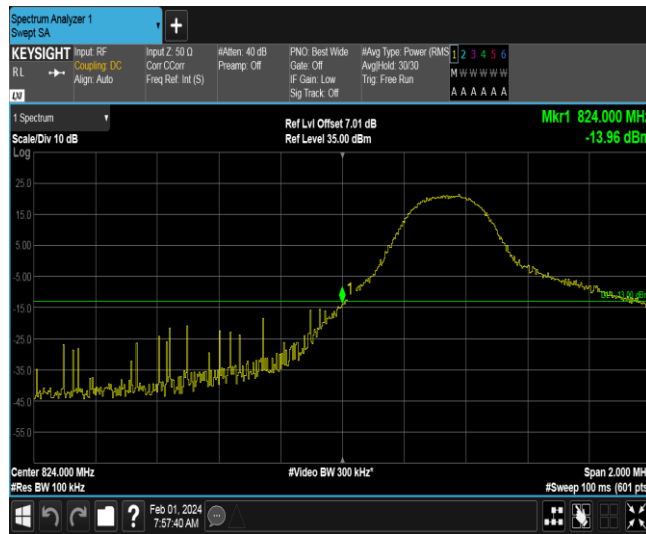 Spectrum Analyzer 1
Swept SA
+
KEYSIGHT
RL
LXI
Input: RF
Coupling: DC
Align: Auto
Input Z: 50 Ω
Corr CCorr
Freq Ref: Int (S)
#Atten: 40 dB
Preamp: Off
PNO: Best Wide
Gate: Off
IF Gain: Low
Sig Track: Off
#Avg Type: Power (RMS
Avg|Hold: 30/30
Trig: Free Run
1 2 3 4 5 6
M W W W W W
A A A A A A
1 Spectrum
Scale/Div 10 dB
Ref Lvl Offset 7.01 dB
Ref Level 35.00 dBm
Mkr1 824.000 MHz
-13.96 dBm
Log
25.0
15.0
5.00
-5.00
-15.0
-25.0
-35.0
-45.0
-55.0
1
Center 824.000 MHz
#Res BW 100 kHz
#Video BW 300 kHz*
Span 2.000 MH
#Sweep 100 ms (601 pts
?
Feb 01, 2024
7:57:40 AM